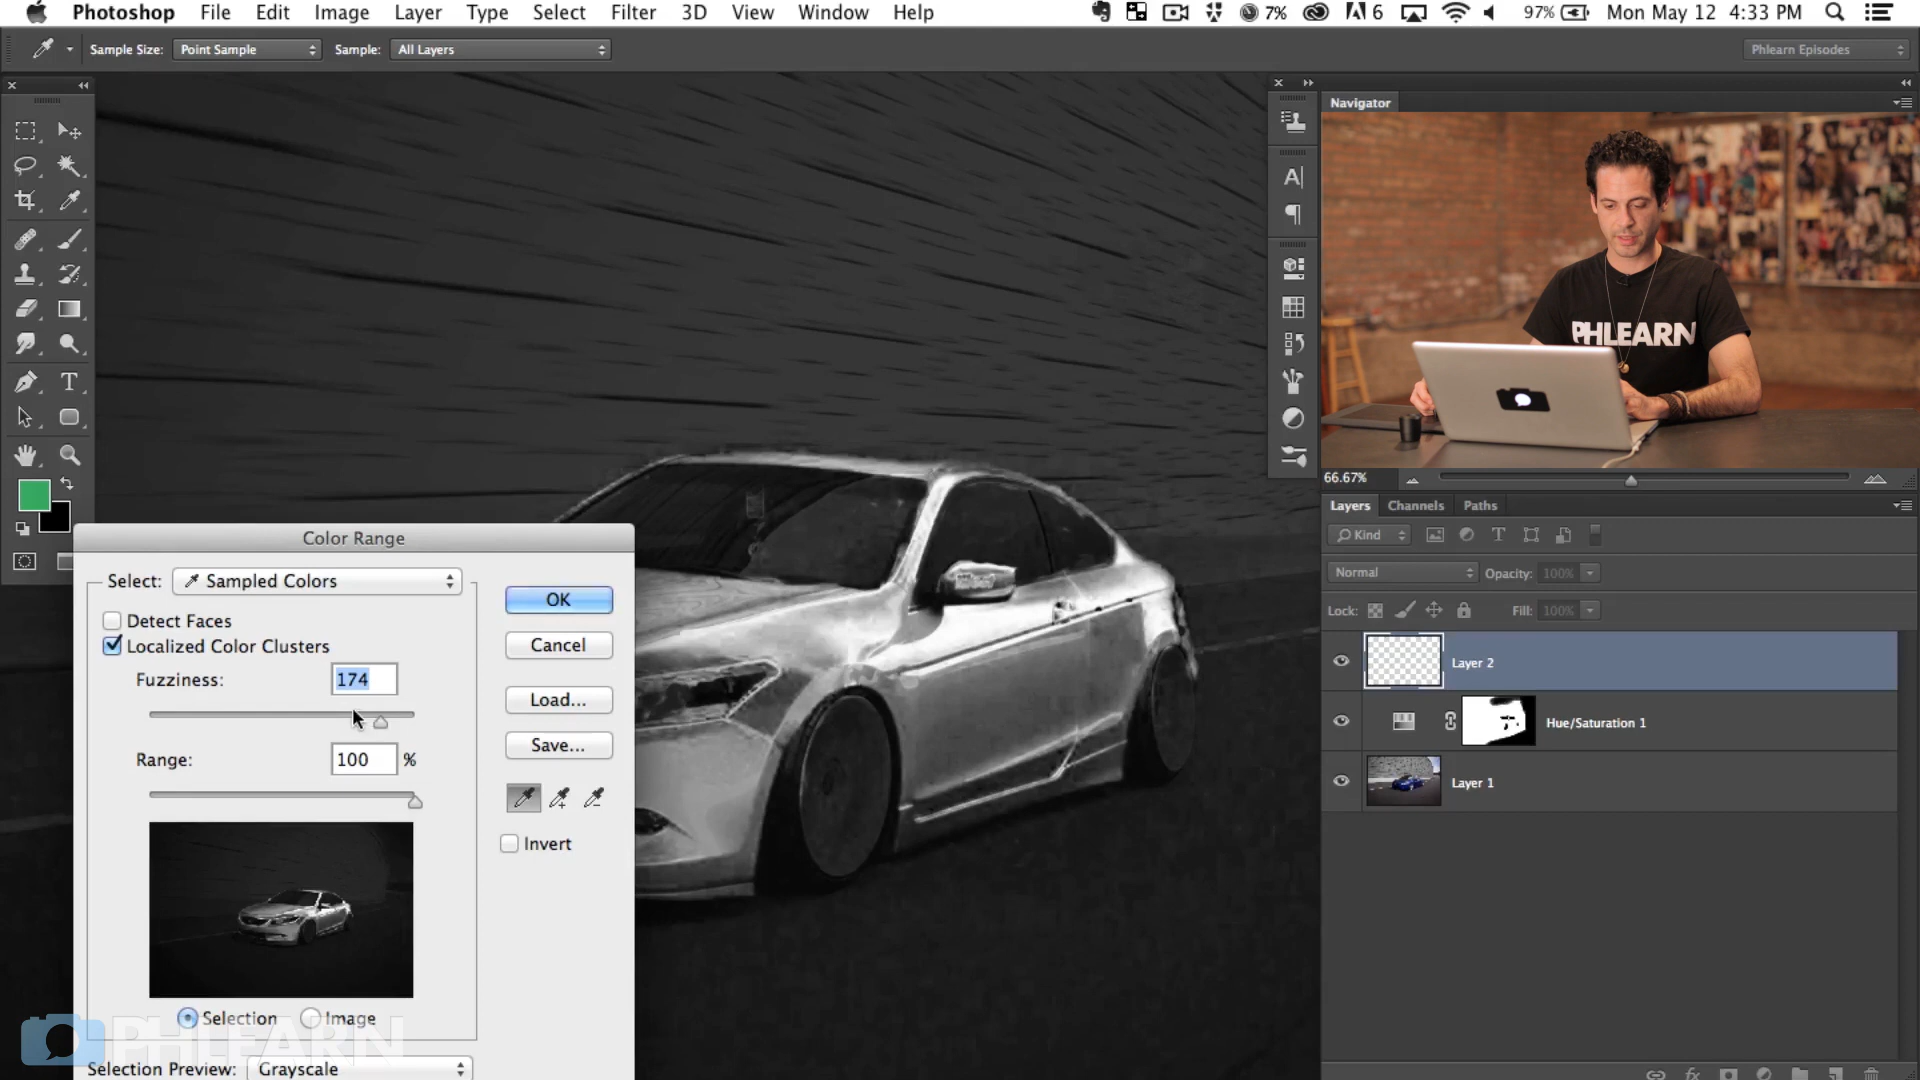 Photoshop File Edit Image Layer Type Select Filter 3D View Window Help 7% 6 97% Mon May 12 4:33 PM
Sample Size: Point Sample Sample: All Layers Phlearn Episodes
Navigator
PHLEARN
66.67%
Layers Channels Paths
Kind
Normal Opacity: 100%
Lock: Fill: 100%
Layer 2
Hue/Saturation 1
Layer 1
Color Range
Select: Sampled Colors
Detect Faces
Localized Color Clusters
Fuzziness: 174
Range: 100 %
Selection Image
Selection Preview: Grayscale
OK
Cancel
Load...
Save...
Invert
PHLEARN